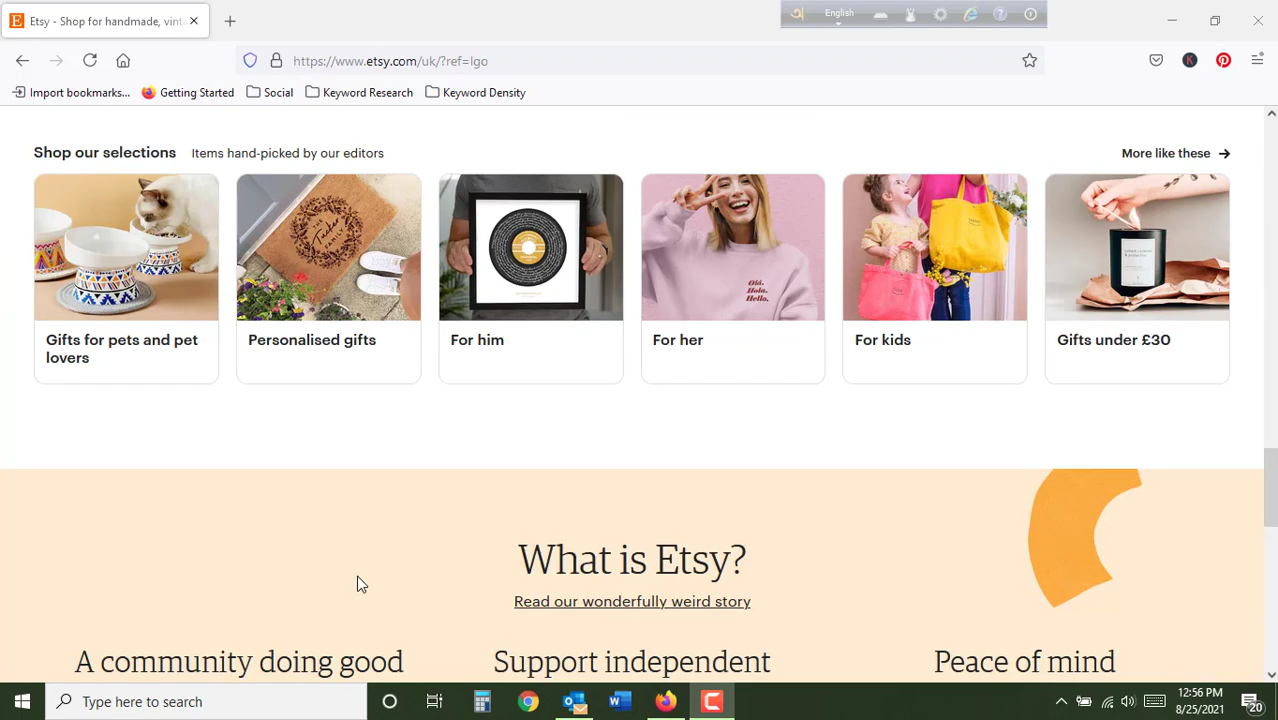 Etsy - Shop for handmade, vinta
English
https://www.etsy.com/uk/?ref=lgo
Import bookmarks...
Getting Started
Social
Keyword Research
Keyword Density
Shop our selections
Items hand-picked by our editors
More like these
Olá.
Hola.
Hello.
Gifts for pets and pet
lovers
Personalised gifts
For him
For her
For kids
Gifts under £30
What is Etsy?
Read our wonderfully weird story
A community doing good
Support independent
Peace of mind
Type here to search
12:56 PM
8/25/2021
20